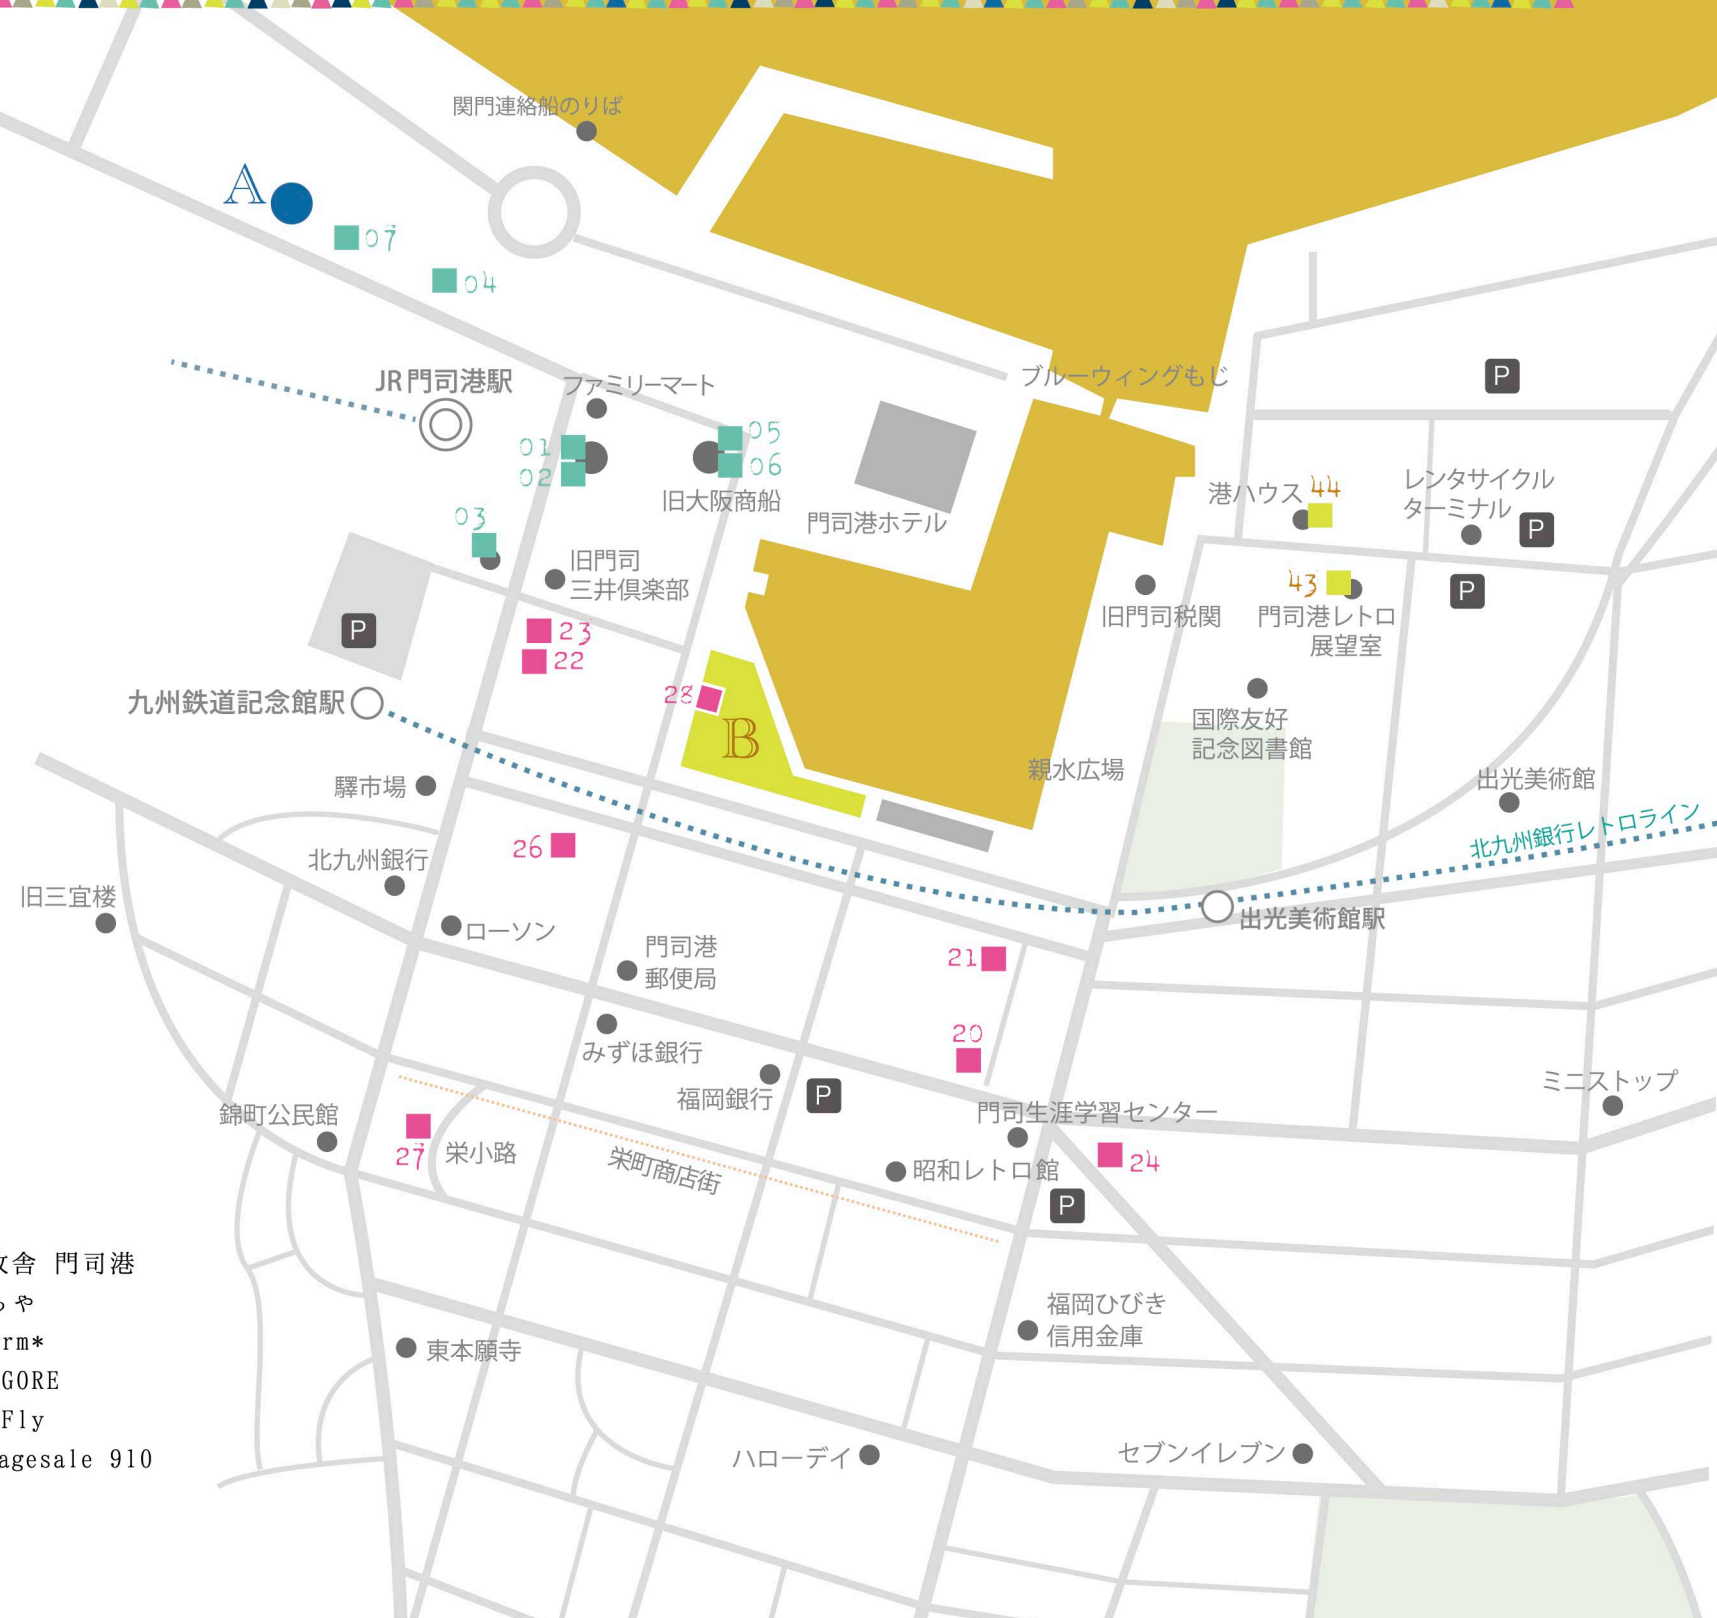 関門連絡船のりば
A
07
04
JR門司港駅
ファミリーマート
ブルーウィングもじ
P
01
02
05
06
旧大阪商船
門司港ホテル
港ハウス
44
レンタサイクル
ターミナル
P
03
旧門司
三井倶楽部
旧門司税関
43
門司港レトロ
展望室
P
P
23
22
九州鉄道記念館駅
28
B
国際友好
記念図書館
親水広場
驛市場
出光美術館
北九州銀行レトロライン
26
北九州銀行
旧三宜楼
ローソン
出光美術館駅
門司港
郵便局
21
20
みずほ銀行
福岡銀行
P
ミニストップ
錦町公民館
27
栄小路
栄町商店街
門司生涯学習センター
昭和レトロ館
24
P
舎 門司港
や
rm*
GORE
Fly
agesale 910
福岡ひびき
信用金庫
東本願寺
ハローデイ
セブンイレブン